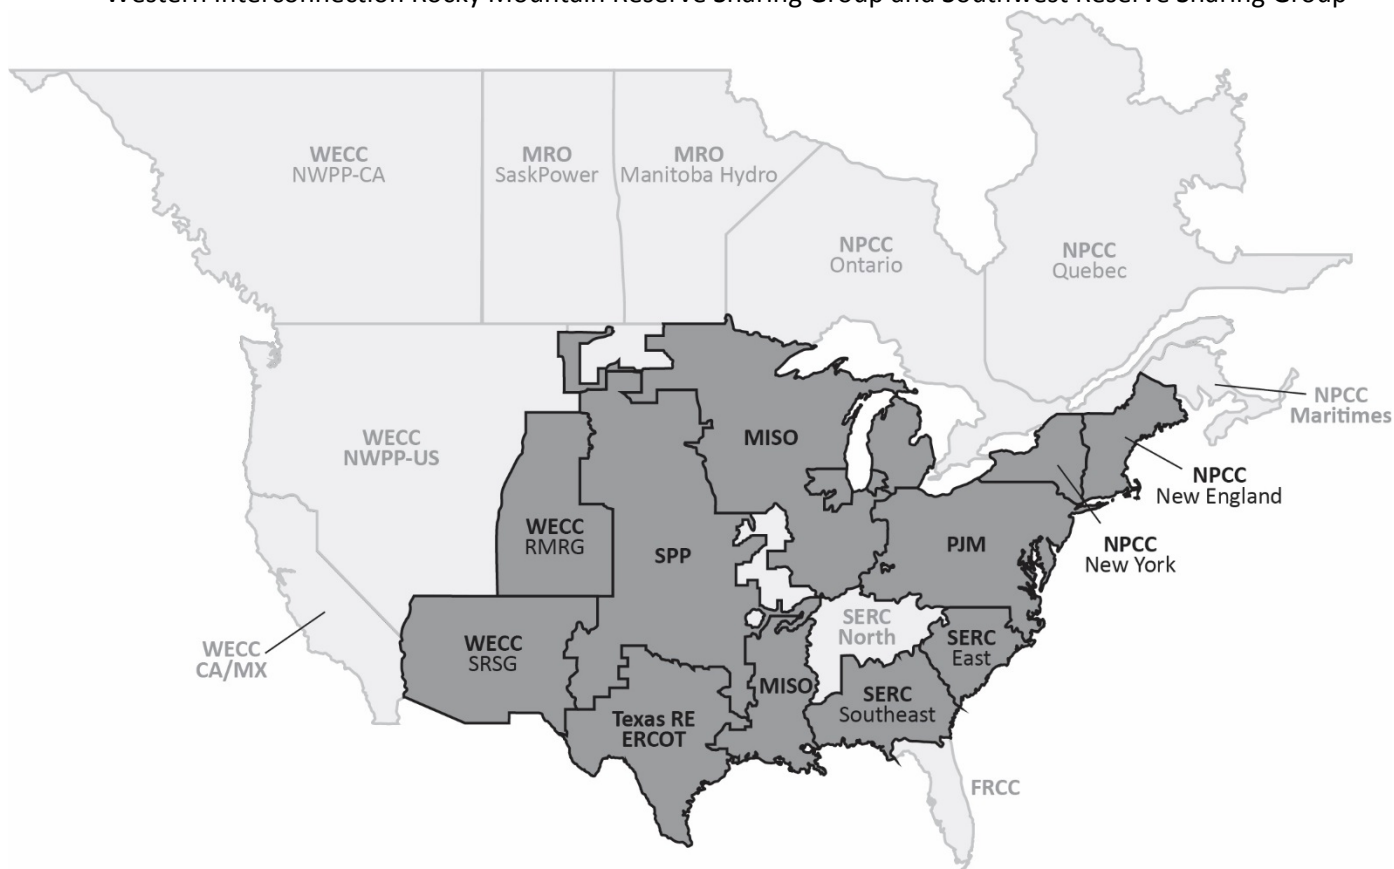 Western Interconnection Rocky Mountain Reserve Sharing Group and Southwest Reserve Sharing Group
WECC
NWPP-CA
MRO
SaskPower
MRO
Manitoba Hydro
NPCC
Ontario
NPCC
Quebec
NPCC
Maritimes
WECC
NWPP-US
MISO
NPCC
New England
WECC
RMRG
SPP
PJM
NPCC
New York
WECC
CA/MX
WECC
SRSG
SERC
North
SERC
East
MISO
SERC
Southeast
Texas RE
ERCOT
FRCC